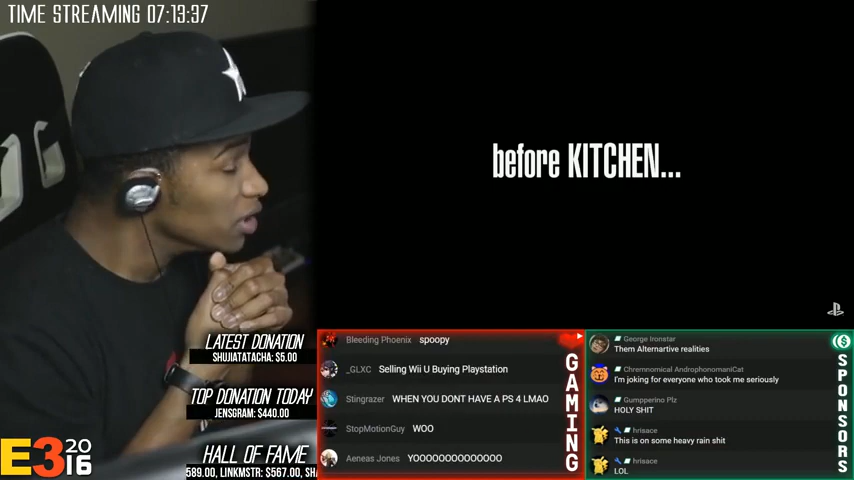 TIME STREAMING 07:13:37
before KITCHEN...
LATEST DONATION
SHUJIATATACHA: $5.00
TOP DONATION TODAY
JENSGRAM: $440.00
HALL OF FAME
589.00, LINKMSTR: $567.00, SHA
E3 2016
Bleeding Phoenix spoopy
_GLXC Selling Wii U Buying Playstation
Stingrazer WHEN YOU DONT HAVE A PS 4 LMAO
StopMotionGuy WOO
Aeneas Jones YOOOOOOOOOOOOO
GAMING
George Ironstar
Them Alternartive realities
Chremnomical AndrophonomaniCat
I'm joking for everyone who took me seriously
Gumpperino Plz
HOLY SHIT
hrisace
This is on some heavy rain shit
hrisace
LOL
SPONSORS